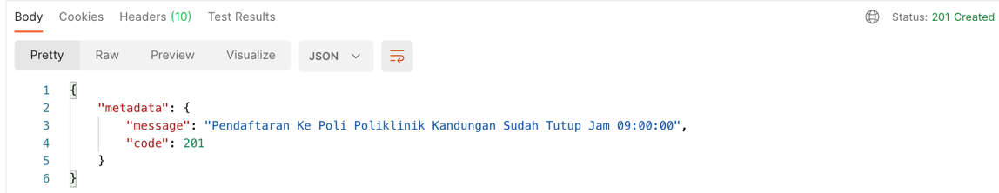 Body Cookies Headers (10) Test Results Status: 201 Created
Pretty Raw Preview Visualize JSON
1 {
2 "metadata": {
3 "message": "Pendaftaran Ke Poli Poliklinik Kandungan Sudah Tutup Jam 09:00:00",
4 "code": 201
5 }
6 }